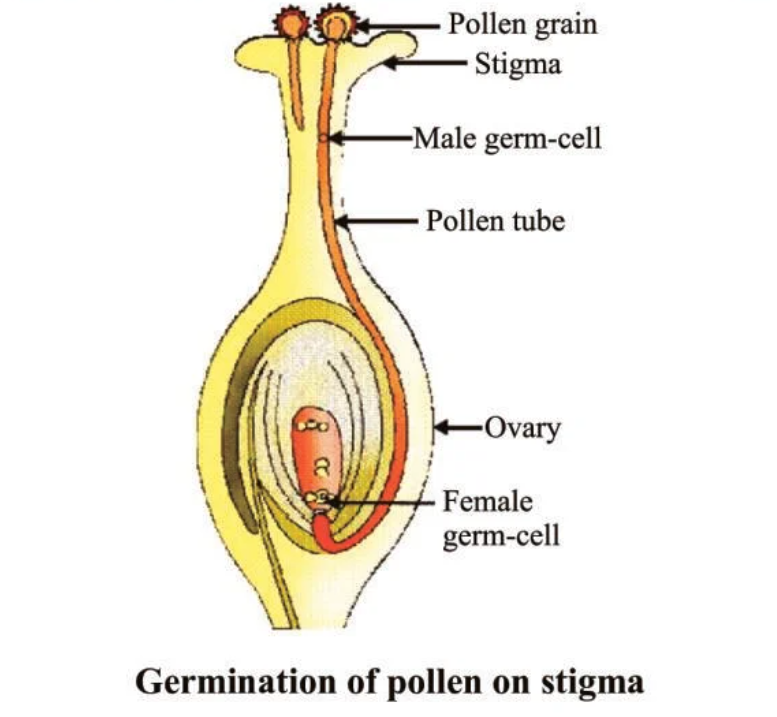 Pollen grain
Stigma
Male germ-cell
Pollen tube
Ovary
Female
germ-cell
Germination of pollen on stigma